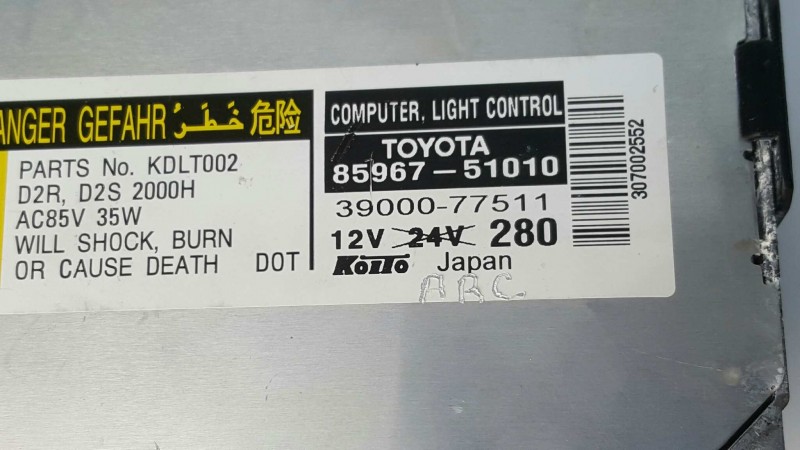 ANGER GEFAHR خَطَرٌ 危险
PARTS No. KDLT002
D2R, D2S 2000H
AC85V 35W
WILL SHOCK, BURN
OR CAUSE DEATH DOT
COMPUTER, LIGHT CONTROL
TOYOTA
85967-51010
39000-77511
12V 24V 280
KOITO Japan
ABC
307002552